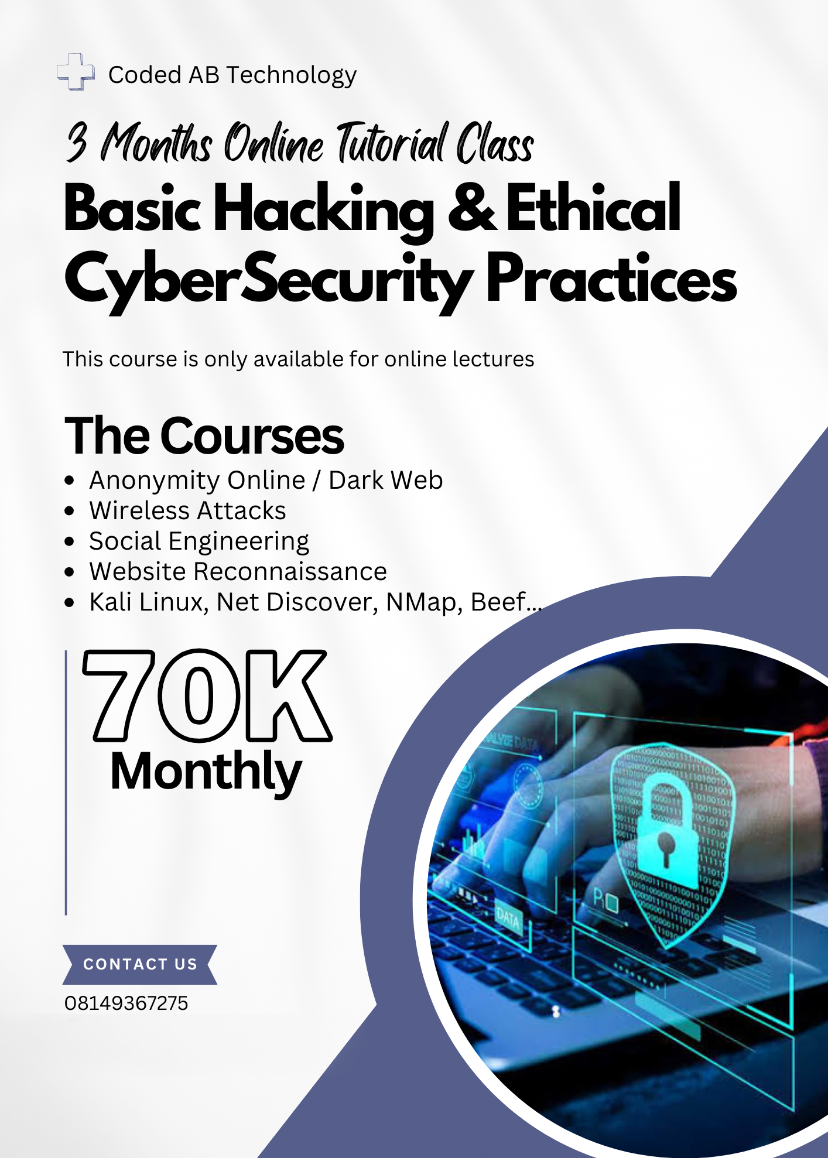 Coded AB Technology
3 Months Online Tutorial Class
Basic Hacking & Ethical
CyberSecurity Practices
This course is only available for online lectures
The Courses
• Anonymity Online / Dark Web
• Wireless Attacks
• Social Engineering
• Website Reconnaissance
• Kali Linux, Net Discover, NMap, Beef...
70K
Monthly
DATA
CONTACT US
08149367275